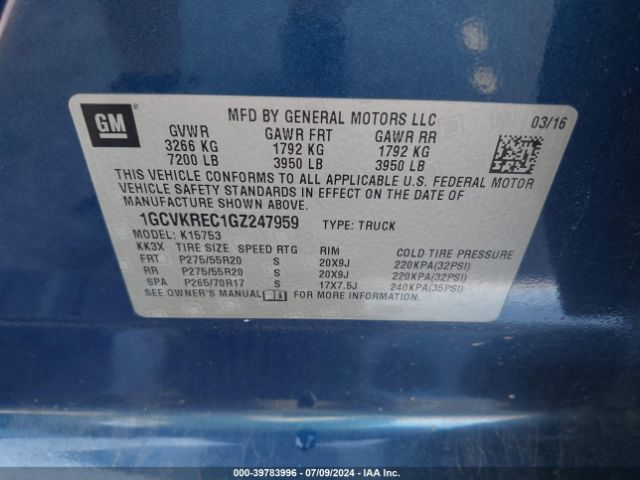 GM ®
MFD BY GENERAL MOTORS LLC 03/16
GVWR GAWR FRT GAWR RR
3266 KG 1792 KG 1792 KG
7200 LB 3950 LB 3950 LB
THIS VEHICLE CONFORMS TO ALL APPLICABLE U.S. FEDERAL MOTOR
VEHICLE SAFETY STANDARDS IN EFFECT ON THE DATE OF
MANUFACTURE SHOWN ABOVE.
1GCVKREC1GZ247959 TYPE: TRUCK
MODEL: K15753
KK3X TIRE SIZE SPEED RTG RIM COLD TIRE PRESSURE
FRT P275/55R20 S 20X9J 220KPA(32PSI)
RR P275/55R20 S 20X9J 220KPA(32PSI)
SPA P265/70R17 S 17X7.5J 240KPA(35PSI)
SEE OWNER'S MANUAL FOR MORE INFORMATION.
000-39783996 - 07/09/2024 - IAA Inc.